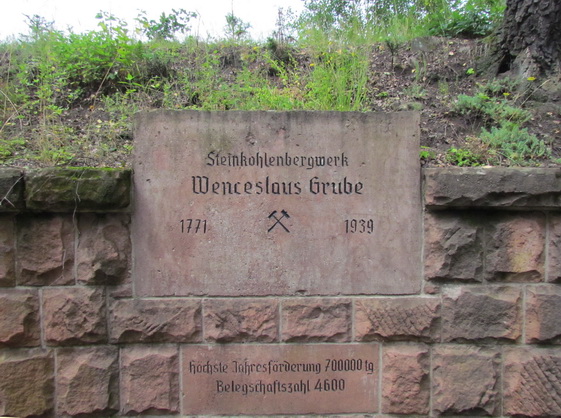 Steinkohlenbergwerk
Wenceslaus Grube
1771 1939
höchste Jahresförderung 700000 tg
Belegschaftszahl 4600